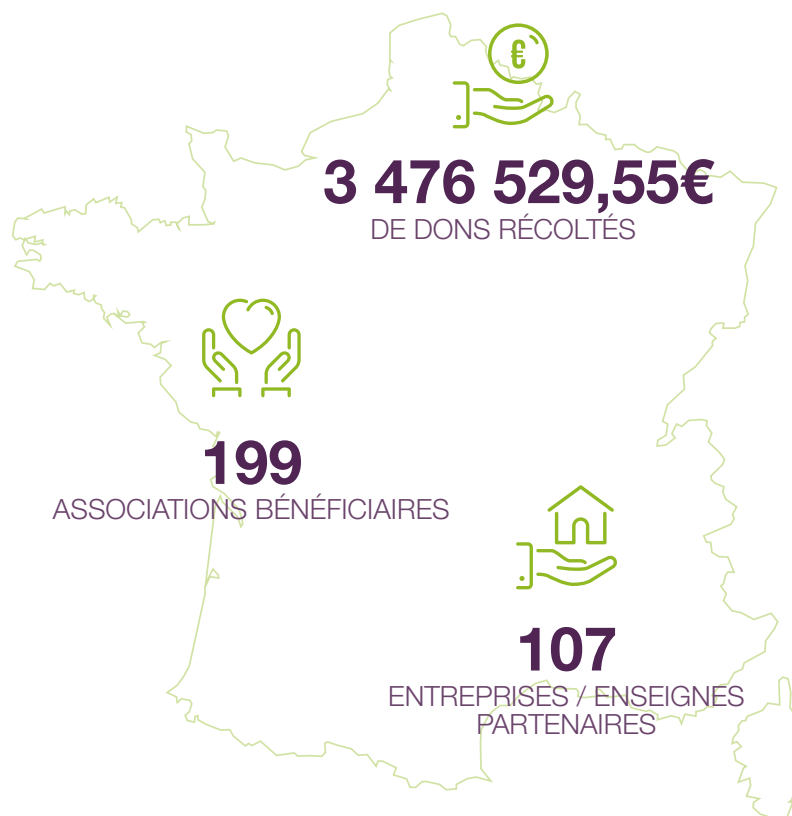 €
3 476 529,55€
DE DONS RÉCOLTÉS
199
ASSOCIATIONS BÉNÉFICIAIRES
107
ENTREPRISES / ENSEIGNES
PARTENAIRES